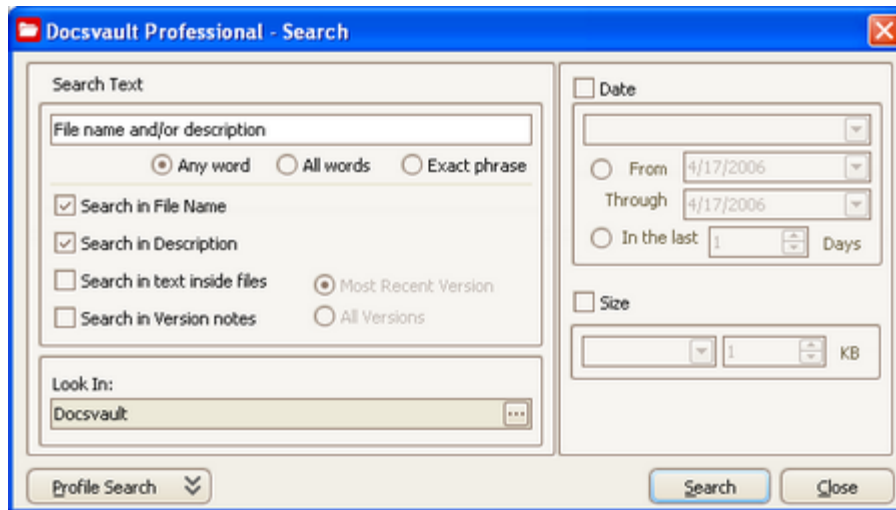 Docsvault Professional - Search
Search Text
File name and/or description
Any word All words Exact phrase
Search in File Name
Search in Description
Search in text inside files
Most Recent Version
Search in Version notes
All Versions
Look In:
Docsvault
...
Date
From 4/17/2006
Through 4/17/2006
In the last 1 Days
Size
1 KB
Profile Search
Search
Close